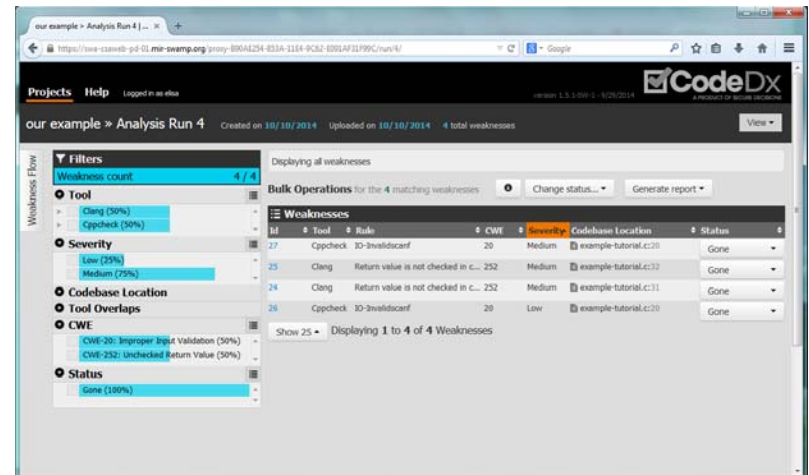 our example > Analysis Run 4 | ...
mir-swamp.org
Google
Projects Help Logged in as elisa
version
CodeDx
A PRODUCT OF SECURE DECISIONS
our example » Analysis Run 4 Created on 10/10/2014 Uploaded on 10/10/2014 4 total weaknesses
View
Weakness Flow
Filters
Weakness count 4 / 4
Tool
Clang (50%)
Cppcheck (50%)
Severity
Low (25%)
Medium (75%)
Codebase Location
Tool Overlaps
CWE
CWE-20: Improper Input Validation (50%)
CWE-252: Unchecked Return Value (50%)
Status
Gone (100%)
Displaying all weaknesses
Bulk Operations for the 4 matching weaknesses Change status... Generate report
Weaknesses
Id Tool Rule CWE Severity Codebase Location Status
27 Cppcheck IO-Invalidscanf 20 Medium example-tutorial.c:20 Gone
25 Clang Return value is not checked in c... 252 Medium example-tutorial.c:32 Gone
24 Clang Return value is not checked in c... 252 Medium example-tutorial.c:31 Gone
26 Cppcheck IO-Invalidscanf 20 Low example-tutorial.c:20 Gone
Show 25 Displaying 1 to 4 of 4 Weaknesses